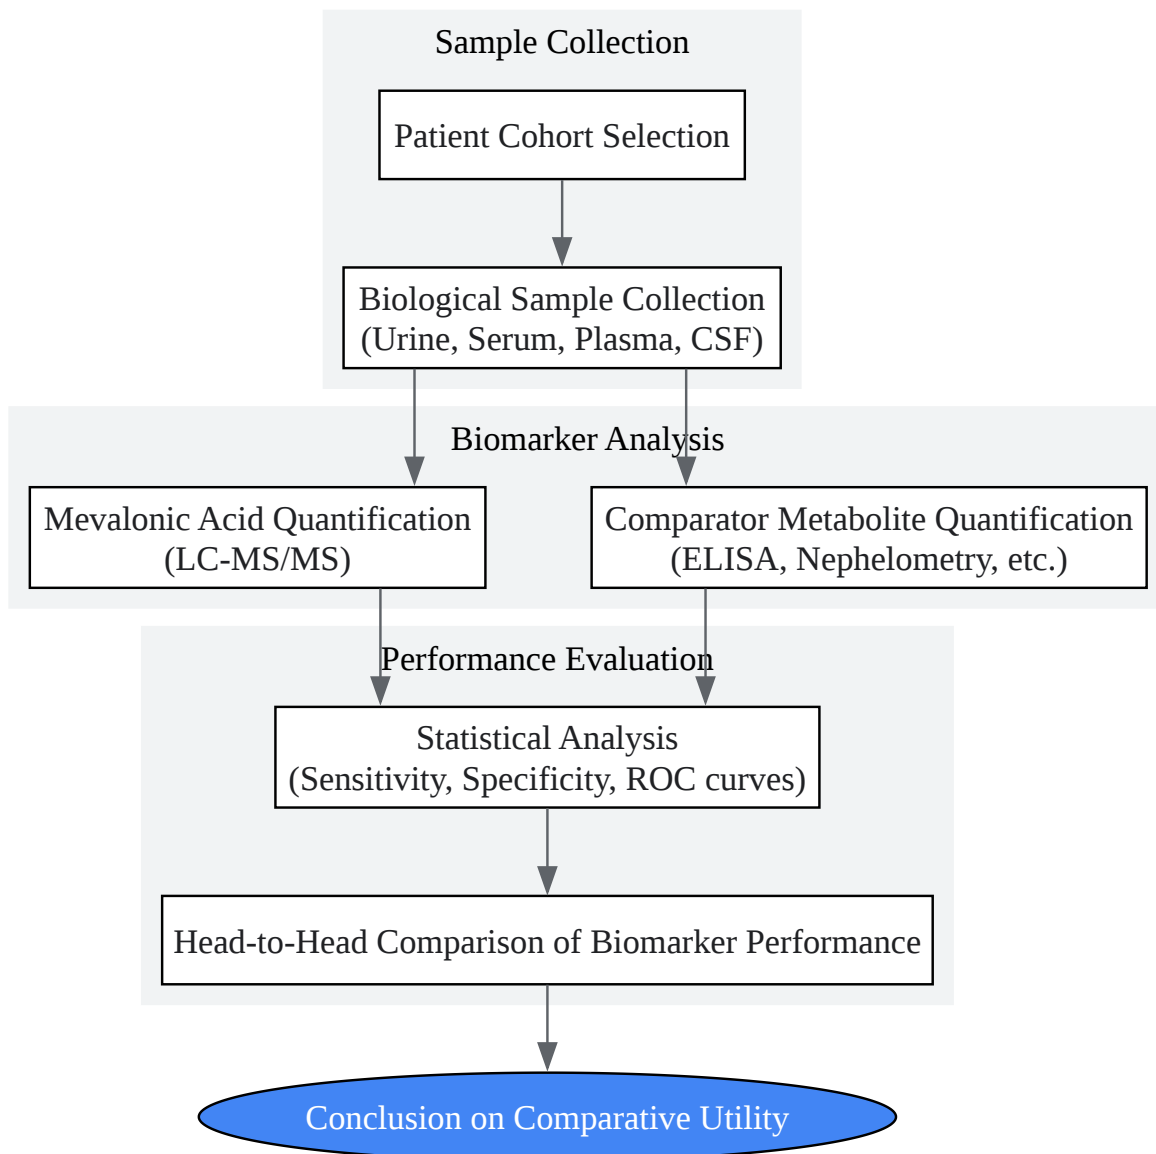 Sample Collection
Patient Cohort Selection
Biological Sample Collection
(Urine, Serum, Plasma, CSF)
Biomarker Analysis
Mevalonic Acid Quantification
(LC-MS/MS)
Comparator Metabolite Quantification
(ELISA, Nephelometry, etc.)
Performance Evaluation
Statistical Analysis
(Sensitivity, Specificity, ROC curves)
Head-to-Head Comparison of Biomarker Performance
Conclusion on Comparative Utility